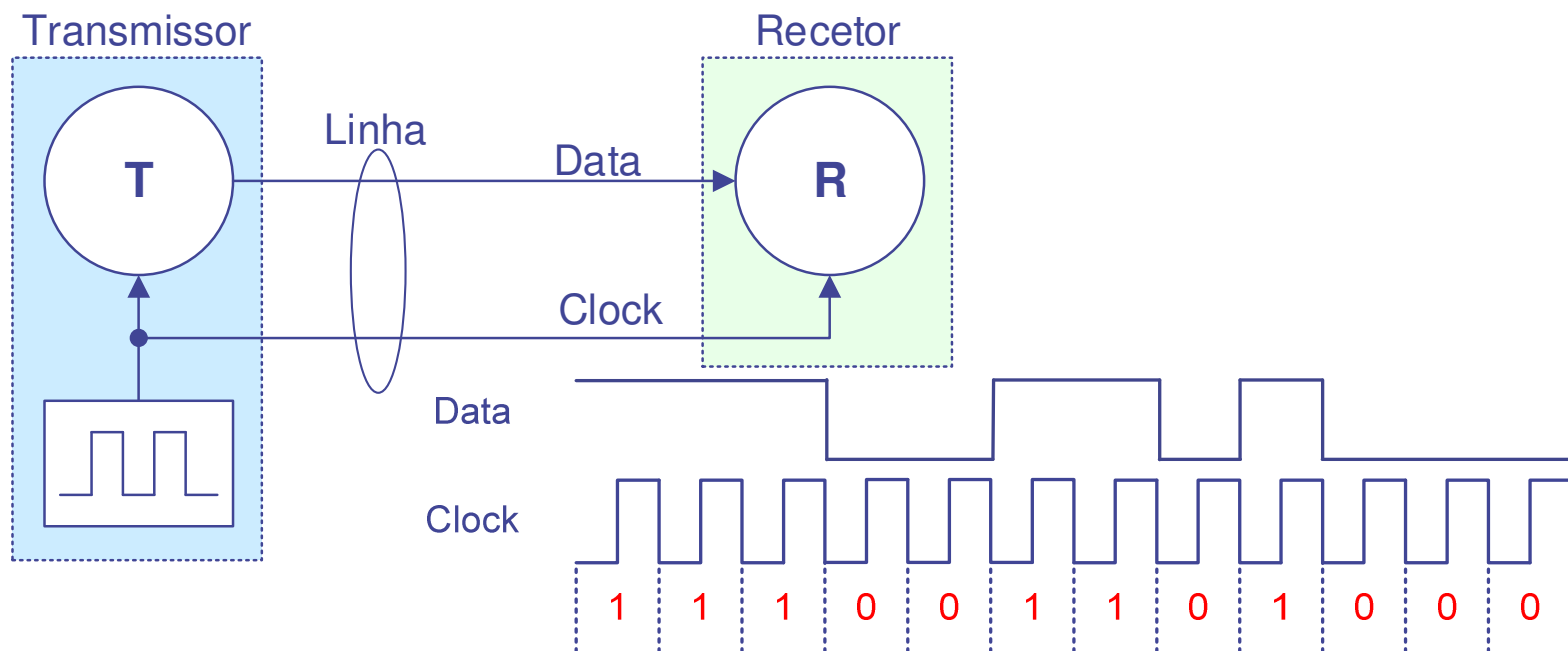 Transmissor
Recetor
Linha
T
Data
R
Clock
Data
Clock
1 1 1 0 0 1 1 0 1 0 0 0